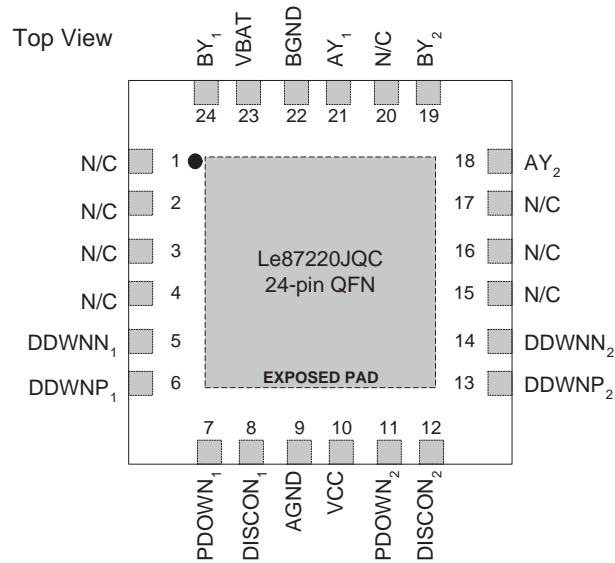 Top View
BY₁ VBAT BGND AY₁ N/C BY₂
24 23 22 21 20 19
N/C 1 18 AY₂
N/C 2 17 N/C
N/C 3 16 N/C
N/C 4 15 N/C
DDWNN₁ 5 14 DDWNN₂
DDWNP₁ 6 13 DDWNP₂
Le87220JQC
24-pin QFN
EXPOSED PAD
7 8 9 10 11 12
PDOWN₁ DISCON₁ AGND VCC PDOWN₂ DISCON₂